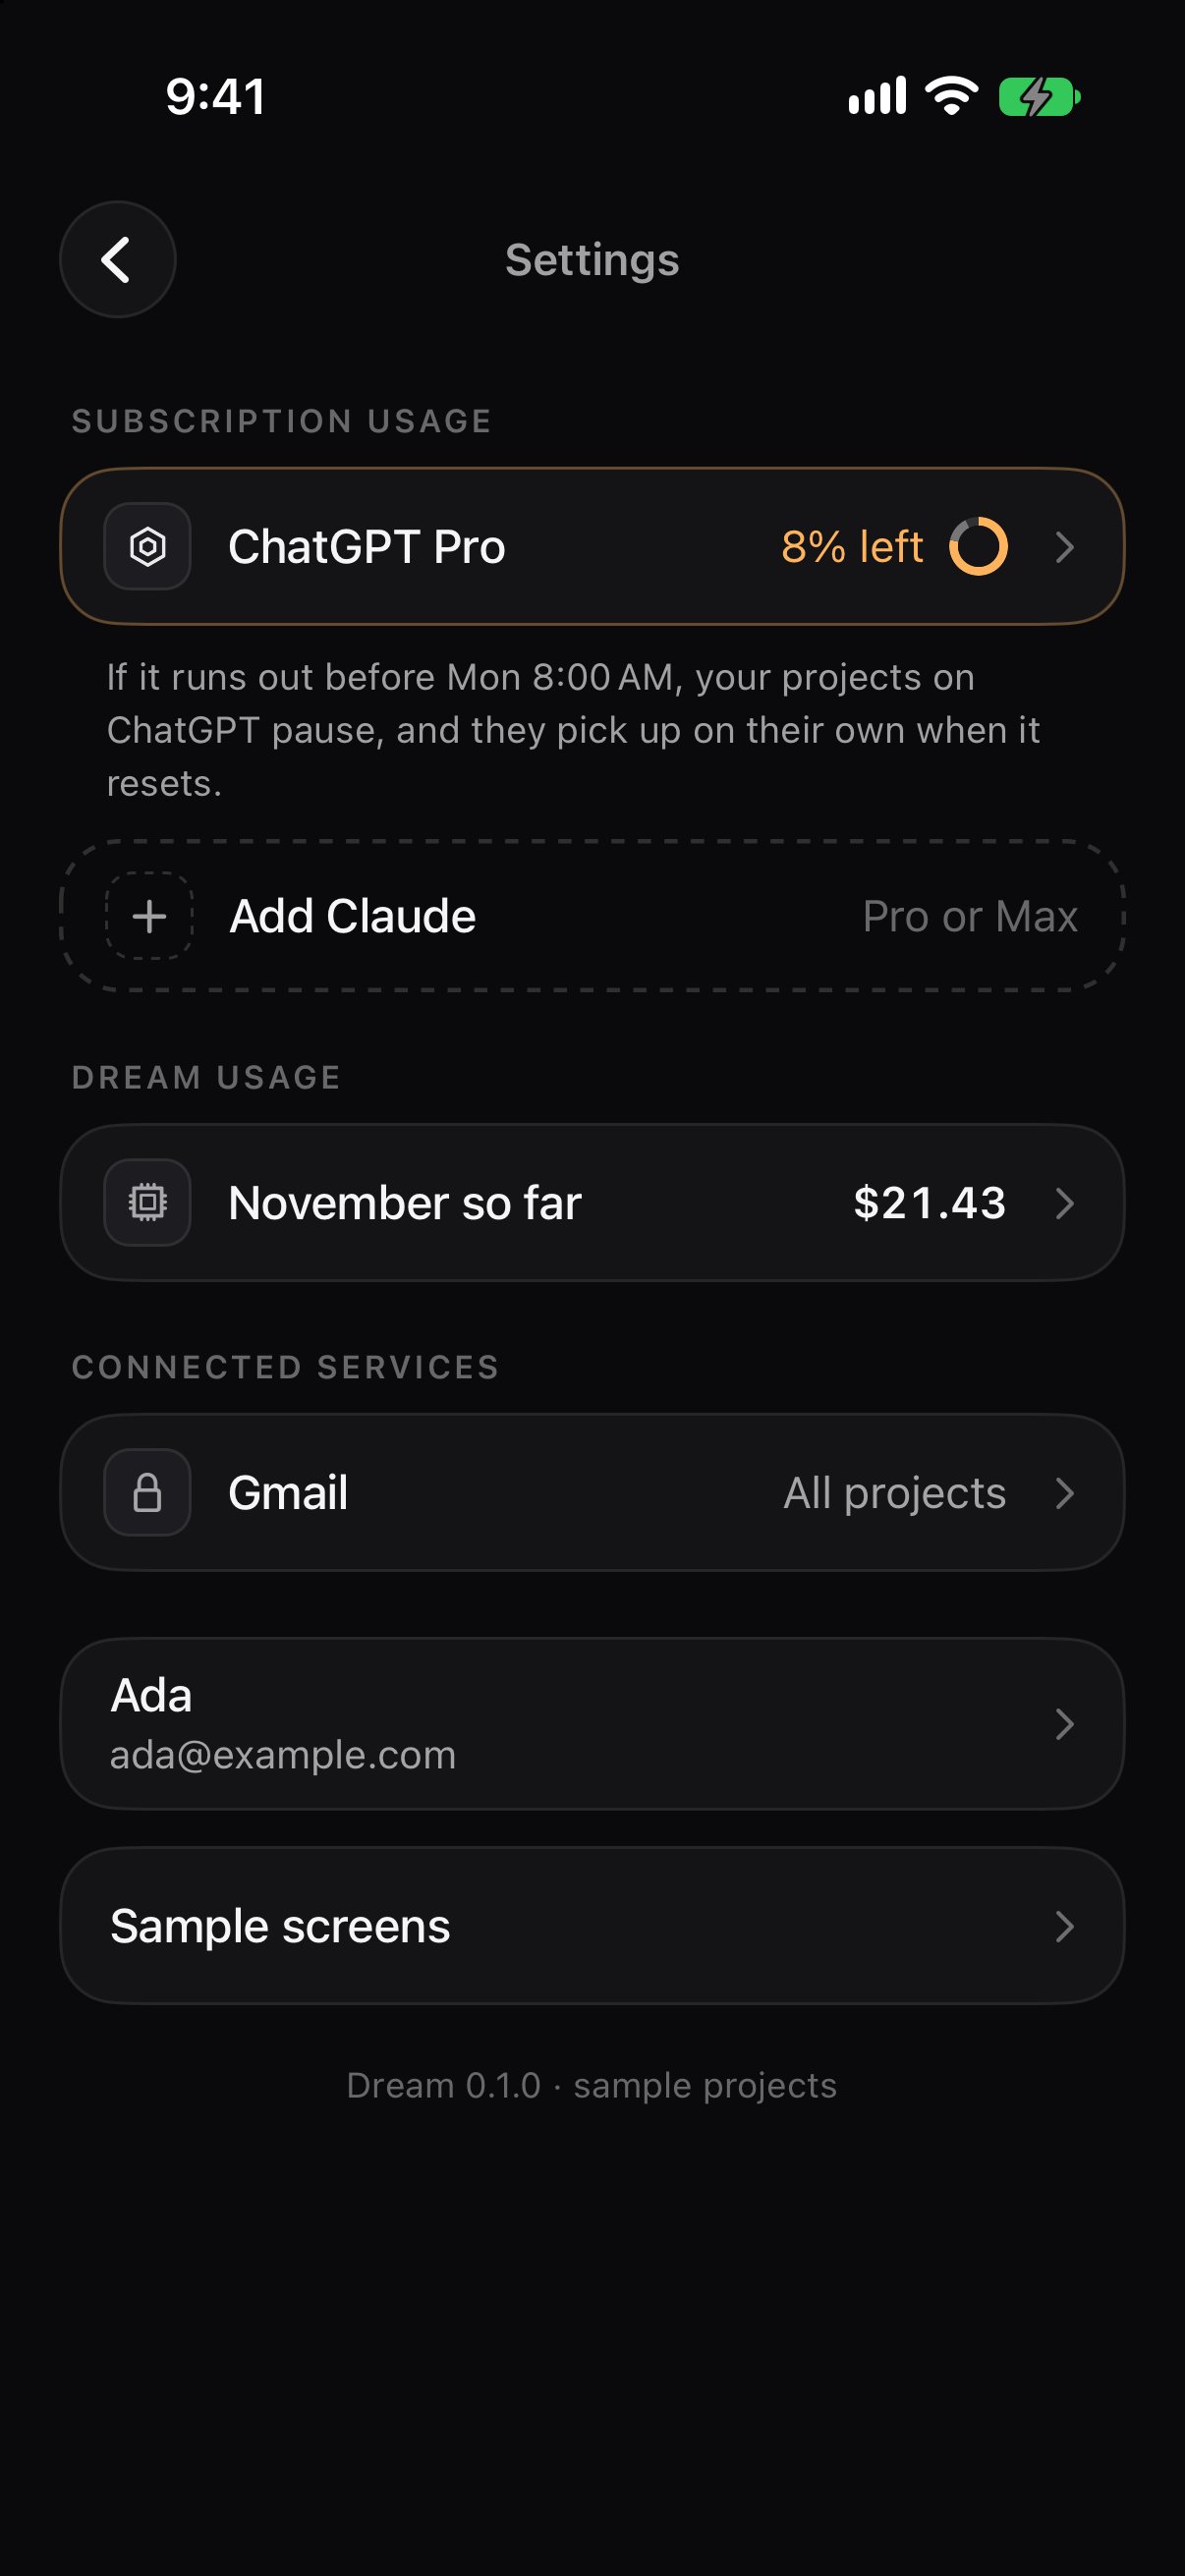 9:41
Settings
SUBSCRIPTION USAGE
ChatGPT Pro
8% left
If it runs out before Mon 8:00 AM, your projects on
ChatGPT pause, and they pick up on their own when it
resets.
Add Claude
Pro or Max
DREAM USAGE
November so far
$21.43
CONNECTED SERVICES
Gmail
All projects
Ada
ada@example.com
Sample screens
Dream 0.1.0 · sample projects